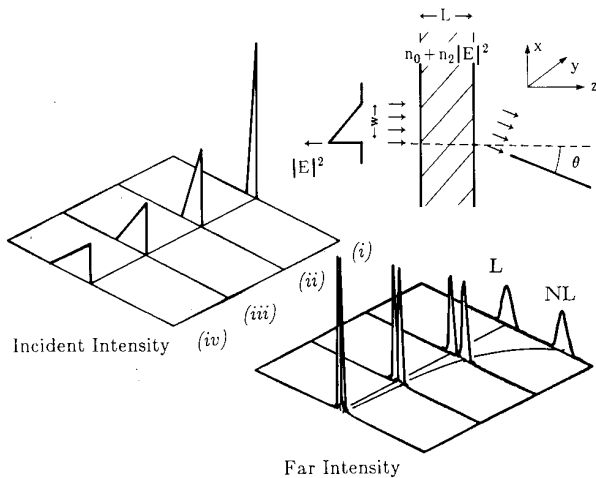 L
n₀ + n₂|E|²
x
y
z
w
|E|²
θ
(i)
(ii)
(iii)
(iv)
Incident Intensity
L
NL
Far Intensity